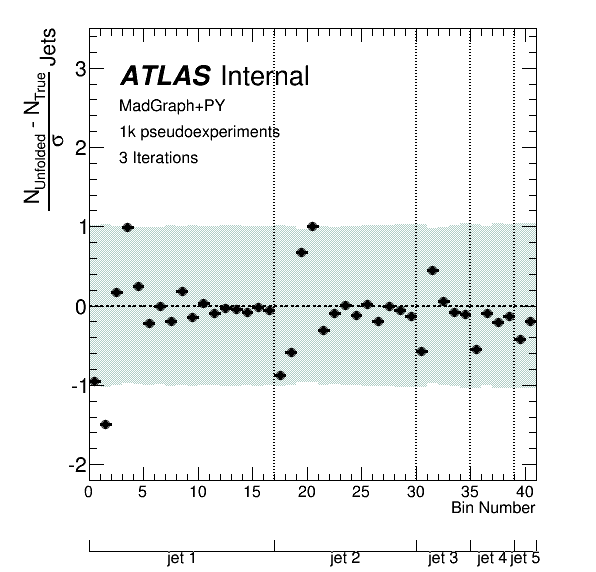 N_Unfolded - N_True Jets
σ
3
2
1
0
-1
-2
ATLAS Internal
MadGraph+PY
1k pseudoexperiments
3 Iterations
0 5 10 15 20 25 30 35 40
Bin Number
jet 1 jet 2 jet 3 jet 4 jet 5